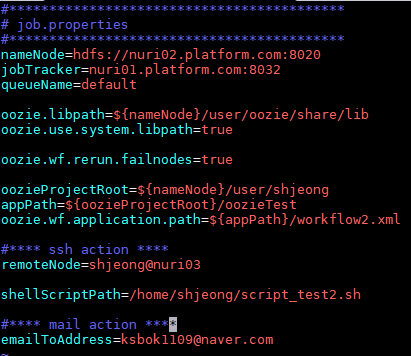 #******************************************
# job.properties
#******************************************
nameNode=hdfs://nuri02.platform.com:8020
jobTracker=nuri01.platform.com:8032
queueName=default
oozie.libpath=${nameNode}/user/oozie/share/lib
oozie.use.system.libpath=true
oozie.wf.rerun.failnodes=true
oozieProjectRoot=${nameNode}/user/shjeong
appPath=${oozieProjectRoot}/oozieTest
oozie.wf.application.path=${appPath}/workflow2.xml
#**** ssh action ****
remoteNode=shjeong@nuri03
shellScriptPath=/home/shjeong/script_test2.sh
#**** mail action ****
emailToAddress=ksbok1109@naver.com
~